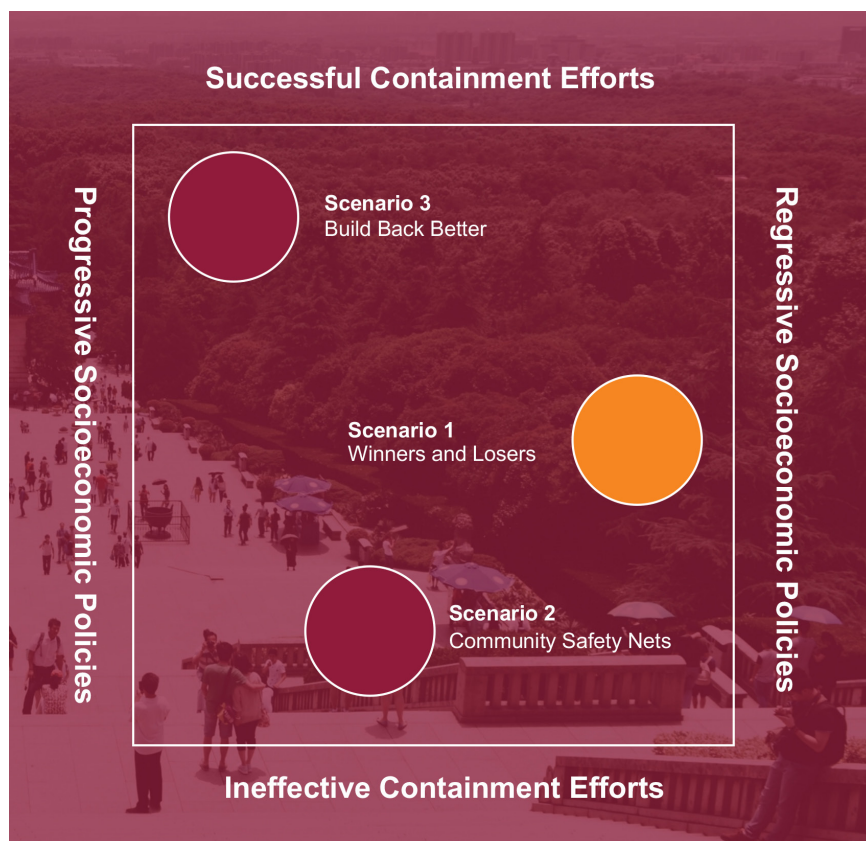 Successful Containment Efforts
Progressive Socioeconomic Policies
Regressive Socioeconomic Policies
Scenario 3
Build Back Better
Scenario 1
Winners and Losers
Scenario 2
Community Safety Nets
Ineffective Containment Efforts